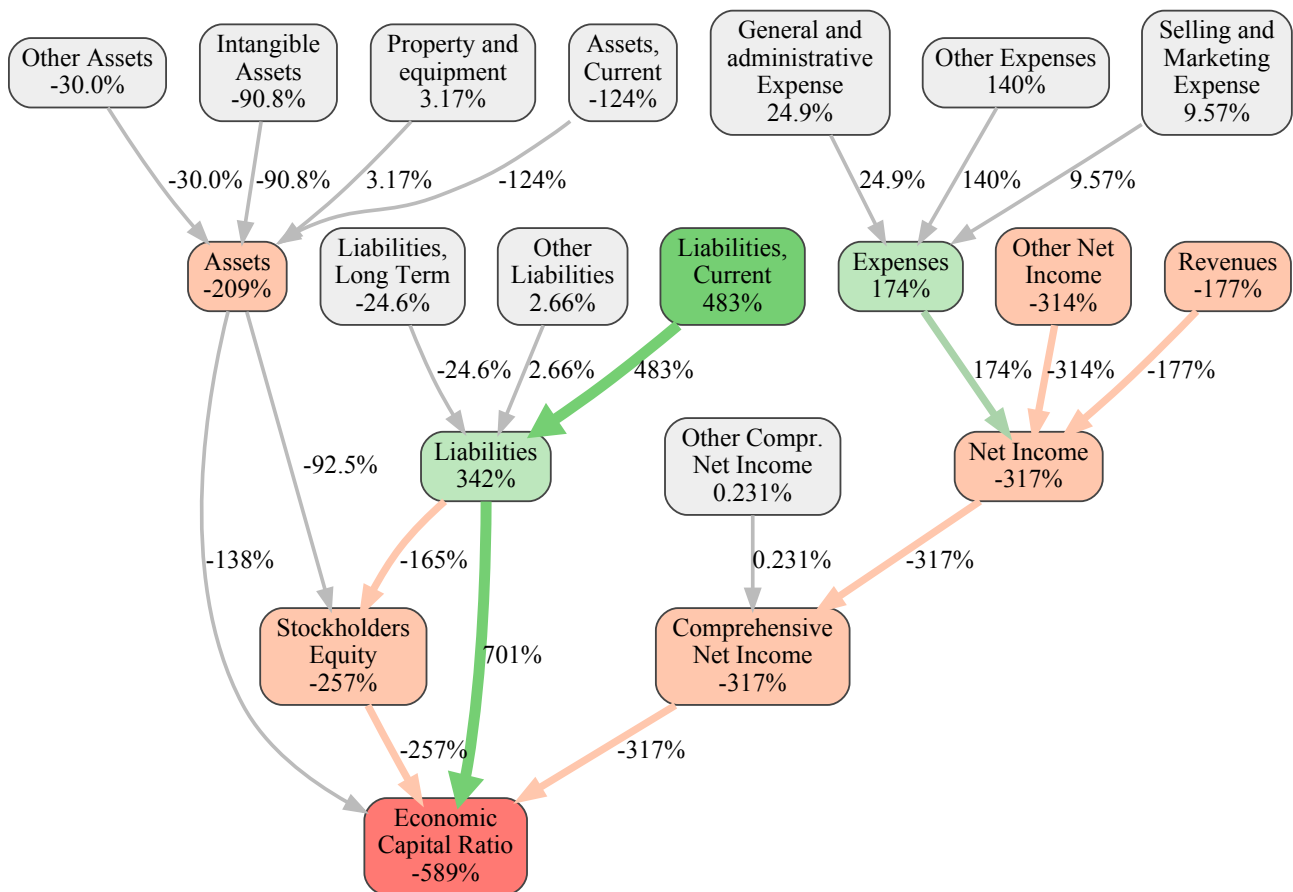 Other Assets
-30.0%
Intangible
Assets
-90.8%
Property and
equipment
3.17%
Assets,
Current
-124%
General and
administrative
Expense
24.9%
Other Expenses
140%
Selling and
Marketing
Expense
9.57%
-30.0%
-90.8%
3.17%
-124%
24.9%
140%
9.57%
Assets
-209%
Liabilities,
Long Term
-24.6%
Other
Liabilities
2.66%
Liabilities,
Current
483%
Expenses
174%
Other Net
Income
-314%
Revenues
-177%
-24.6%
2.66%
483%
174%
-314%
-177%
-92.5%
Liabilities
342%
Other Compr.
Net Income
0.231%
Net Income
-317%
-138%
-165%
0.231%
-317%
Stockholders
Equity
-257%
701%
Comprehensive
Net Income
-317%
-257%
-317%
Economic
Capital Ratio
-589%